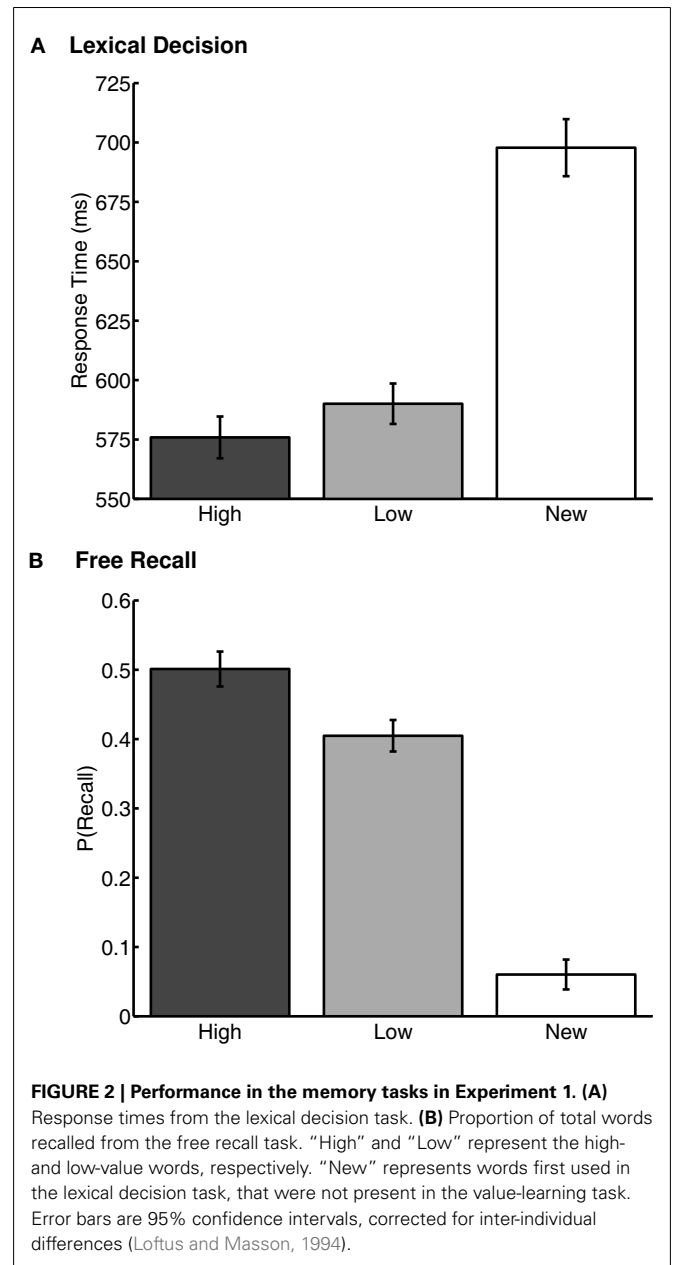 A Lexical Decision
725
700
675
650
625
600
575
550
Response Time (ms)
High Low New
B Free Recall
0.6
0.5
0.4
0.3
0.2
0.1
0
P(Recall)
High Low New
FIGURE 2 | Performance in the memory tasks in Experiment 1. (A)
Response times from the lexical decision task. (B) Proportion of total words
recalled from the free recall task. “High” and “Low” represent the high-
and low-value words, respectively. “New” represents words first used in
the lexical decision task, that were not present in the value-learning task.
Error bars are 95% confidence intervals, corrected for inter-individual
differences (Loftus and Masson, 1994).